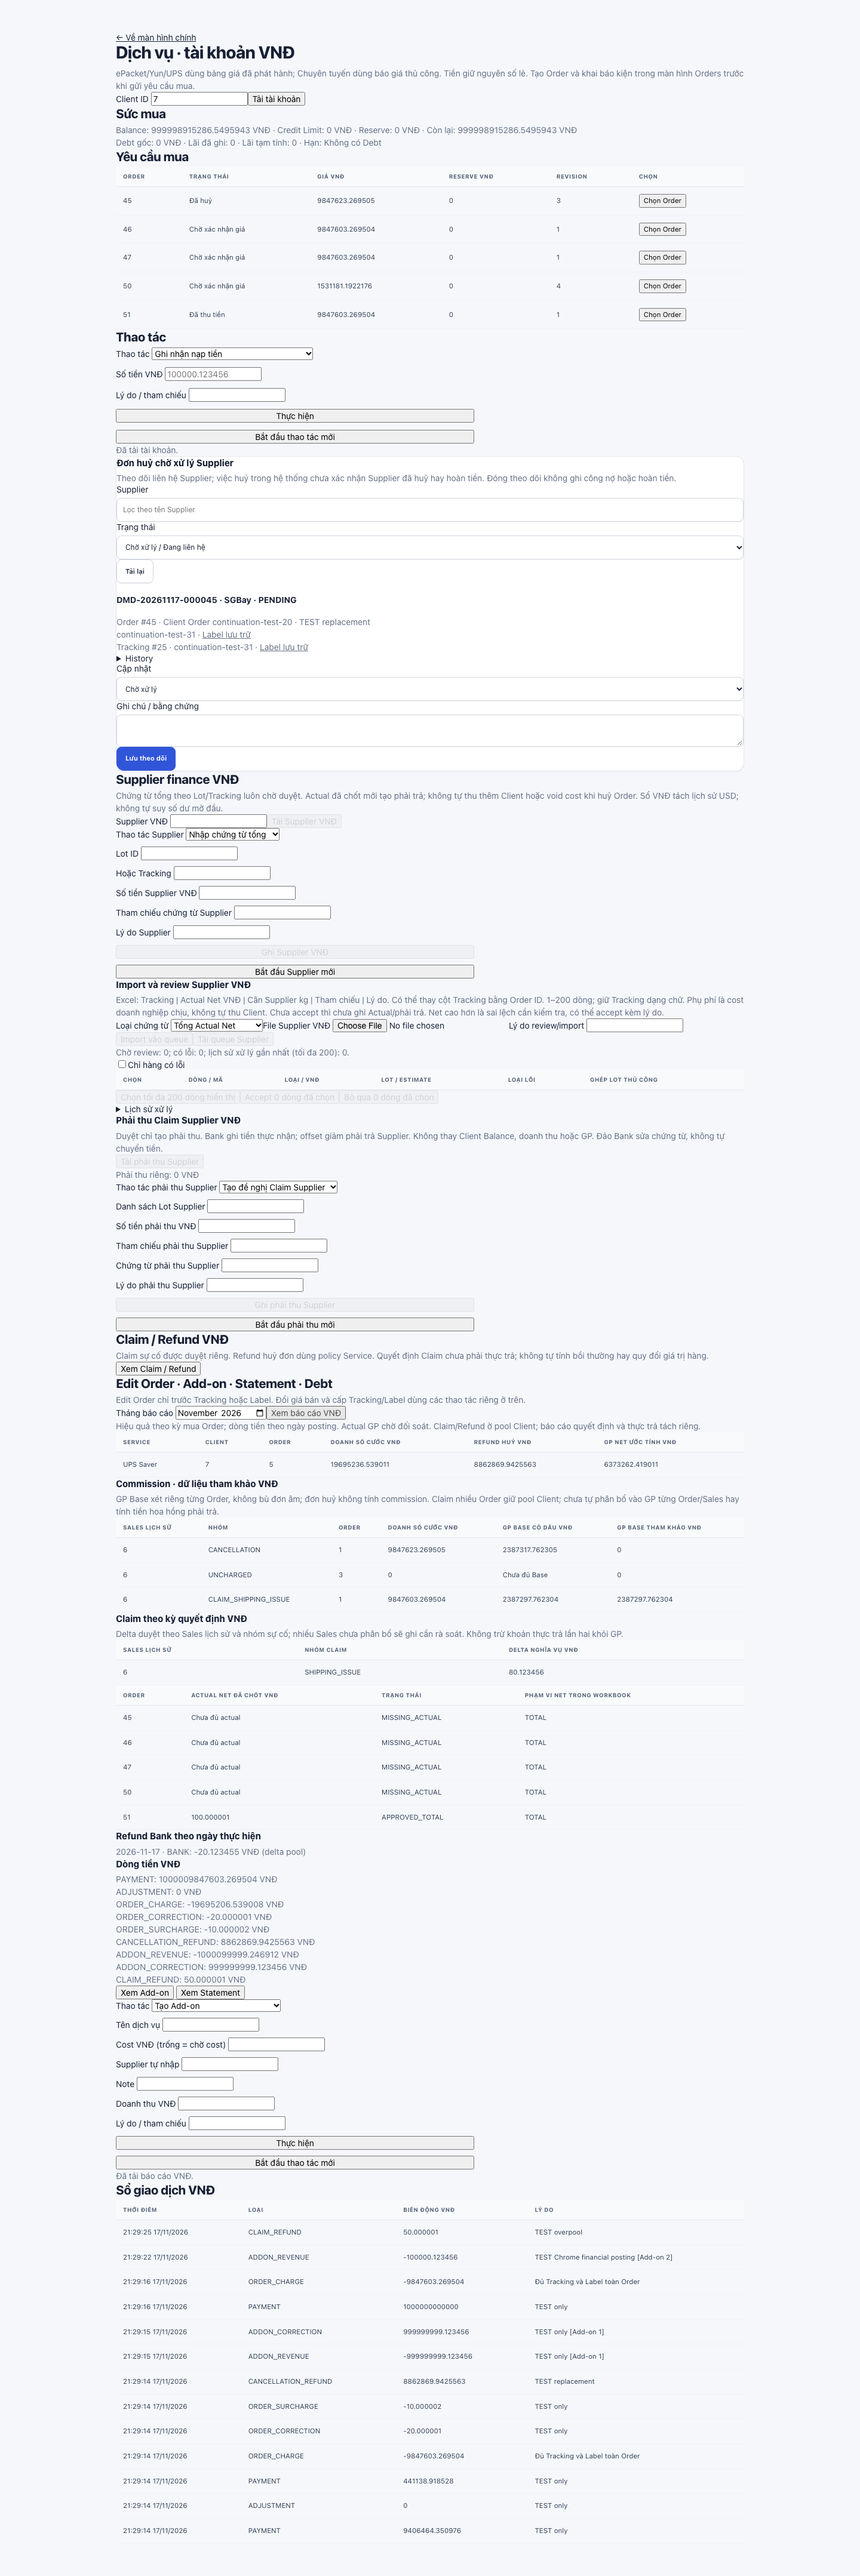 ← Về màn hình chính
Dịch vụ · tài khoản VNĐ
ePacket/Yun/UPS dùng bảng giá đã phát hành; Chuyên tuyến dùng báo giá thủ công. Tiền giữ nguyên số lẻ. Tạo Order và khai báo kiện trong màn hình Orders trước
khi gửi yêu cầu mua.
Client ID 7 Tải tài khoản
Sức mua
Balance: 999998915286.5495943 VNĐ · Credit Limit: 0 VNĐ · Reserve: 0 VNĐ · Còn lại: 999998915286.5495943 VNĐ
Debt gốc: 0 VNĐ · Lãi đã ghi: 0 · Lãi tạm tính: 0 · Hạn: Không có Debt
Yêu cầu mua
ORDER TRẠNG THÁI GIÁ VNĐ RESERVE VNĐ REVISION CHỌN
45 Đã huỷ 9847623.269505 0 3 Chọn Order
46 Chờ xác nhận giá 9847603.269504 0 1 Chọn Order
47 Chờ xác nhận giá 9847603.269504 0 1 Chọn Order
50 Chờ xác nhận giá 1531181.1922176 0 4 Chọn Order
51 Đã thu tiền 9847603.269504 0 1 Chọn Order
Thao tác
Thao tác Ghi nhận nạp tiền
Số tiền VNĐ 100000.123456
Lý do / tham chiếu
Thực hiện
Bắt đầu thao tác mới
Đã tải tài khoản.
Đơn huỷ chờ xử lý Supplier
Theo dõi liên hệ Supplier; việc huỷ trong hệ thống chưa xác nhận Supplier đã huỷ hay hoàn tiền. Đóng theo dõi không ghi công nợ hoặc hoàn tiền.
Supplier
Lọc theo tên Supplier
Trạng thái
Chờ xử lý / Đang liên hệ
Tải lại
DMD-20261117-000045 · SGBay · PENDING
Order #45 · Client Order continuation-test-20 · TEST replacement
continuation-test-31 · Label lưu trữ
Tracking #25 · continuation-test-31 · Label lưu trữ
▶ History
Cập nhật
Chờ xử lý
Ghi chú / bằng chứng
Lưu theo dõi
Supplier finance VNĐ
Chứng từ tổng theo Lot/Tracking luôn chờ duyệt. Actual đã chốt mới tạo phải trả; không tự thu thêm Client hoặc void cost khi huỷ Order. Sổ VNĐ tách lịch sử USD;
không tự suy số dư mở đầu.
Supplier VNĐ Tải Supplier VNĐ
Thao tác Supplier Nhập chứng từ tổng
Lot ID
Hoặc Tracking
Số tiền Supplier VNĐ
Tham chiếu chứng từ Supplier
Lý do Supplier
Ghi Supplier VNĐ
Bắt đầu Supplier mới
Import và review Supplier VNĐ
Excel: Tracking | Actual Net VNĐ | Cân Supplier kg | Tham chiếu | Lý do. Có thể thay cột Tracking bằng Order ID. 1–200 dòng; giữ Tracking dạng chữ. Phụ phí là cost
doanh nghiệp chịu, không tự thu Client. Chưa accept thì chưa ghi Actual/phải trả. Net cao hơn là sai lệch cần kiểm tra, có thể accept kèm lý do.
Loại chứng từ Tổng Actual Net File Supplier VNĐ Choose File No file chosen Lý do review/import
Import vào queue Tải queue Supplier
Chờ review: 0; có lỗi: 0; lịch sử xử lý gần nhất (tối đa 200): 0.
Chỉ hàng có lỗi
CHỌN DÒNG / MÃ LOẠI / VNĐ LOT / ESTIMATE LOẠI LỖI GHÉP LOT THỦ CÔNG
Chọn tối đa 200 dòng hiển thị Accept 0 dòng đã chọn Bỏ qua 0 dòng đã chọn
▶ Lịch sử xử lý
Phải thu Claim Supplier VNĐ
Duyệt chỉ tạo phải thu. Bank ghi tiền thực nhận; offset giảm phải trả Supplier. Không thay Client Balance, doanh thu hoặc GP. Đảo Bank sửa chứng từ, không tự
chuyển tiền.
Tải phải thu Supplier
Phải thu riêng: 0 VNĐ
Thao tác phải thu Supplier Tạo đề nghị Claim Supplier
Danh sách Lot Supplier
Số tiền phải thu VNĐ
Tham chiếu phải thu Supplier
Chứng từ phải thu Supplier
Lý do phải thu Supplier
Ghi phải thu Supplier
Bắt đầu phải thu mới
Claim / Refund VNĐ
Claim sự cố được duyệt riêng. Refund huỷ đơn dùng policy Service. Quyết định Claim chưa phải thực trả; không tự tính bồi thường hay quy đổi giá trị hàng.
Xem Claim / Refund
Edit Order · Add-on · Statement · Debt
Edit Order chỉ trước Tracking hoặc Label. Đổi giá bán và cấp Tracking/Label dùng các thao tác riêng ở trên.
Tháng báo cáo November 2026 Xem báo cáo VNĐ
Hiệu quả theo kỳ mua Order; dòng tiền theo ngày posting. Actual GP chờ đối soát. Claim/Refund ở pool Client; báo cáo quyết định và thực trả tách riêng.
SERVICE CLIENT ORDER DOANH SỐ CƯỚC VNĐ REFUND HUỶ VNĐ GP NET ƯỚC TÍNH VNĐ
UPS Saver 7 5 19695236.539011 8862869.9425563 6373262.419011
Commission · dữ liệu tham khảo VNĐ
GP Base xét riêng từng Order, không bù đơn âm; đơn huỷ không tính commission. Claim nhiều Order giữ pool Client; chưa tự phân bổ vào GP từng Order/Sales hay
tính tiền hoa hồng phải trả.
SALES LỊCH SỬ NHÓM ORDER DOANH SỐ CƯỚC VNĐ GP BASE CÓ DẤU VNĐ GP BASE THAM KHẢO VNĐ
6 CANCELLATION 1 9847623.269505 2387317.762305 0
6 UNCHARGED 3 0 Chưa đủ Base 0
6 CLAIM_SHIPPING_ISSUE 1 9847603.269504 2387297.762304 2387297.762304
Claim theo kỳ quyết định VNĐ
Delta duyệt theo Sales lịch sử và nhóm sự cố; nhiều Sales chưa phân bổ sẽ ghi cần rà soát. Không trừ khoản thực trả lần hai khỏi GP.
SALES LỊCH SỬ NHÓM CLAIM DELTA NGHĨA VỤ VNĐ
6 SHIPPING_ISSUE 80.123456
ORDER ACTUAL NET ĐÃ CHỐT VNĐ TRẠNG THÁI PHẠM VI NET TRONG WORKBOOK
45 Chưa đủ actual MISSING_ACTUAL TOTAL
46 Chưa đủ actual MISSING_ACTUAL TOTAL
47 Chưa đủ actual MISSING_ACTUAL TOTAL
50 Chưa đủ actual MISSING_ACTUAL TOTAL
51 100.000001 APPROVED_TOTAL TOTAL
Refund Bank theo ngày thực hiện
2026-11-17 · BANK: -20.123455 VNĐ (delta pool)
Dòng tiền VNĐ
PAYMENT: 1000009847603.269504 VNĐ
ADJUSTMENT: 0 VNĐ
ORDER_CHARGE: -19695206.539008 VNĐ
ORDER_CORRECTION: -20.000001 VNĐ
ORDER_SURCHARGE: -10.000002 VNĐ
CANCELLATION_REFUND: 8862869.9425563 VNĐ
ADDON_REVENUE: -1000099999.246912 VNĐ
ADDON_CORRECTION: 999999999.123456 VNĐ
CLAIM_REFUND: 50.000001 VNĐ
Xem Add-on Xem Statement
Thao tác Tạo Add-on
Tên dịch vụ
Cost VNĐ (trống = chờ cost)
Supplier tự nhập
Note
Doanh thu VNĐ
Lý do / tham chiếu
Thực hiện
Bắt đầu thao tác mới
Đã tải báo cáo VNĐ.
Sổ giao dịch VNĐ
THỜI ĐIỂM LOẠI BIẾN ĐỘNG VNĐ LÝ DO
21:29:25 17/11/2026 CLAIM_REFUND 50.000001 TEST overpool
21:29:22 17/11/2026 ADDON_REVENUE -100000.123456 TEST Chrome financial posting [Add-on 2]
21:29:16 17/11/2026 ORDER_CHARGE -9847603.269504 Đủ Tracking và Label toàn Order
21:29:16 17/11/2026 PAYMENT 1000000000000 TEST only
21:29:15 17/11/2026 ADDON_CORRECTION 999999999.123456 TEST only [Add-on 1]
21:29:15 17/11/2026 ADDON_REVENUE -999999999.123456 TEST only [Add-on 1]
21:29:14 17/11/2026 CANCELLATION_REFUND 8862869.9425563 TEST replacement
21:29:14 17/11/2026 ORDER_SURCHARGE -10.000002 TEST only
21:29:14 17/11/2026 ORDER_CORRECTION -20.000001 TEST only
21:29:14 17/11/2026 ORDER_CHARGE -9847603.269504 Đủ Tracking và Label toàn Order
21:29:14 17/11/2026 PAYMENT 441138.918528 TEST only
21:29:14 17/11/2026 ADJUSTMENT 0 TEST only
21:29:14 17/11/2026 PAYMENT 9406464.350976 TEST only